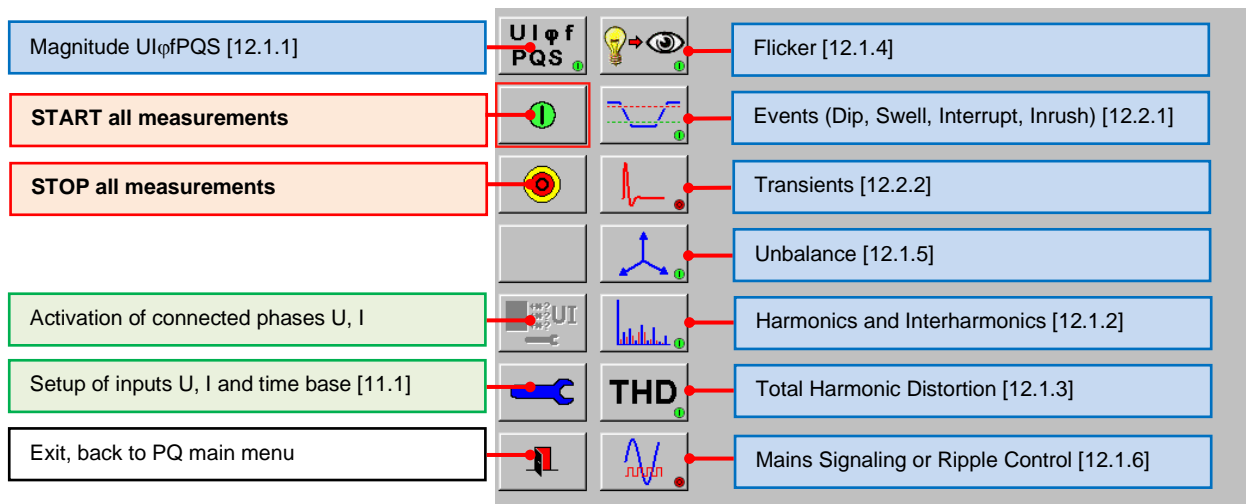 Magnitude UIφfPQS [12.1.1]
UIφf
PQS
Flicker [12.1.4]
START all measurements
Events (Dip, Swell, Interrupt, Inrush) [12.2.1]
STOP all measurements
Transients [12.2.2]
Unbalance [12.1.5]
Activation of connected phases U, I
+*?
+*?UI
+*?
Harmonics and Interharmonics [12.1.2]
Setup of inputs U, I and time base [11.1]
THD
Total Harmonic Distortion [12.1.3]
Exit, back to PQ main menu
Mains Signaling or Ripple Control [12.1.6]